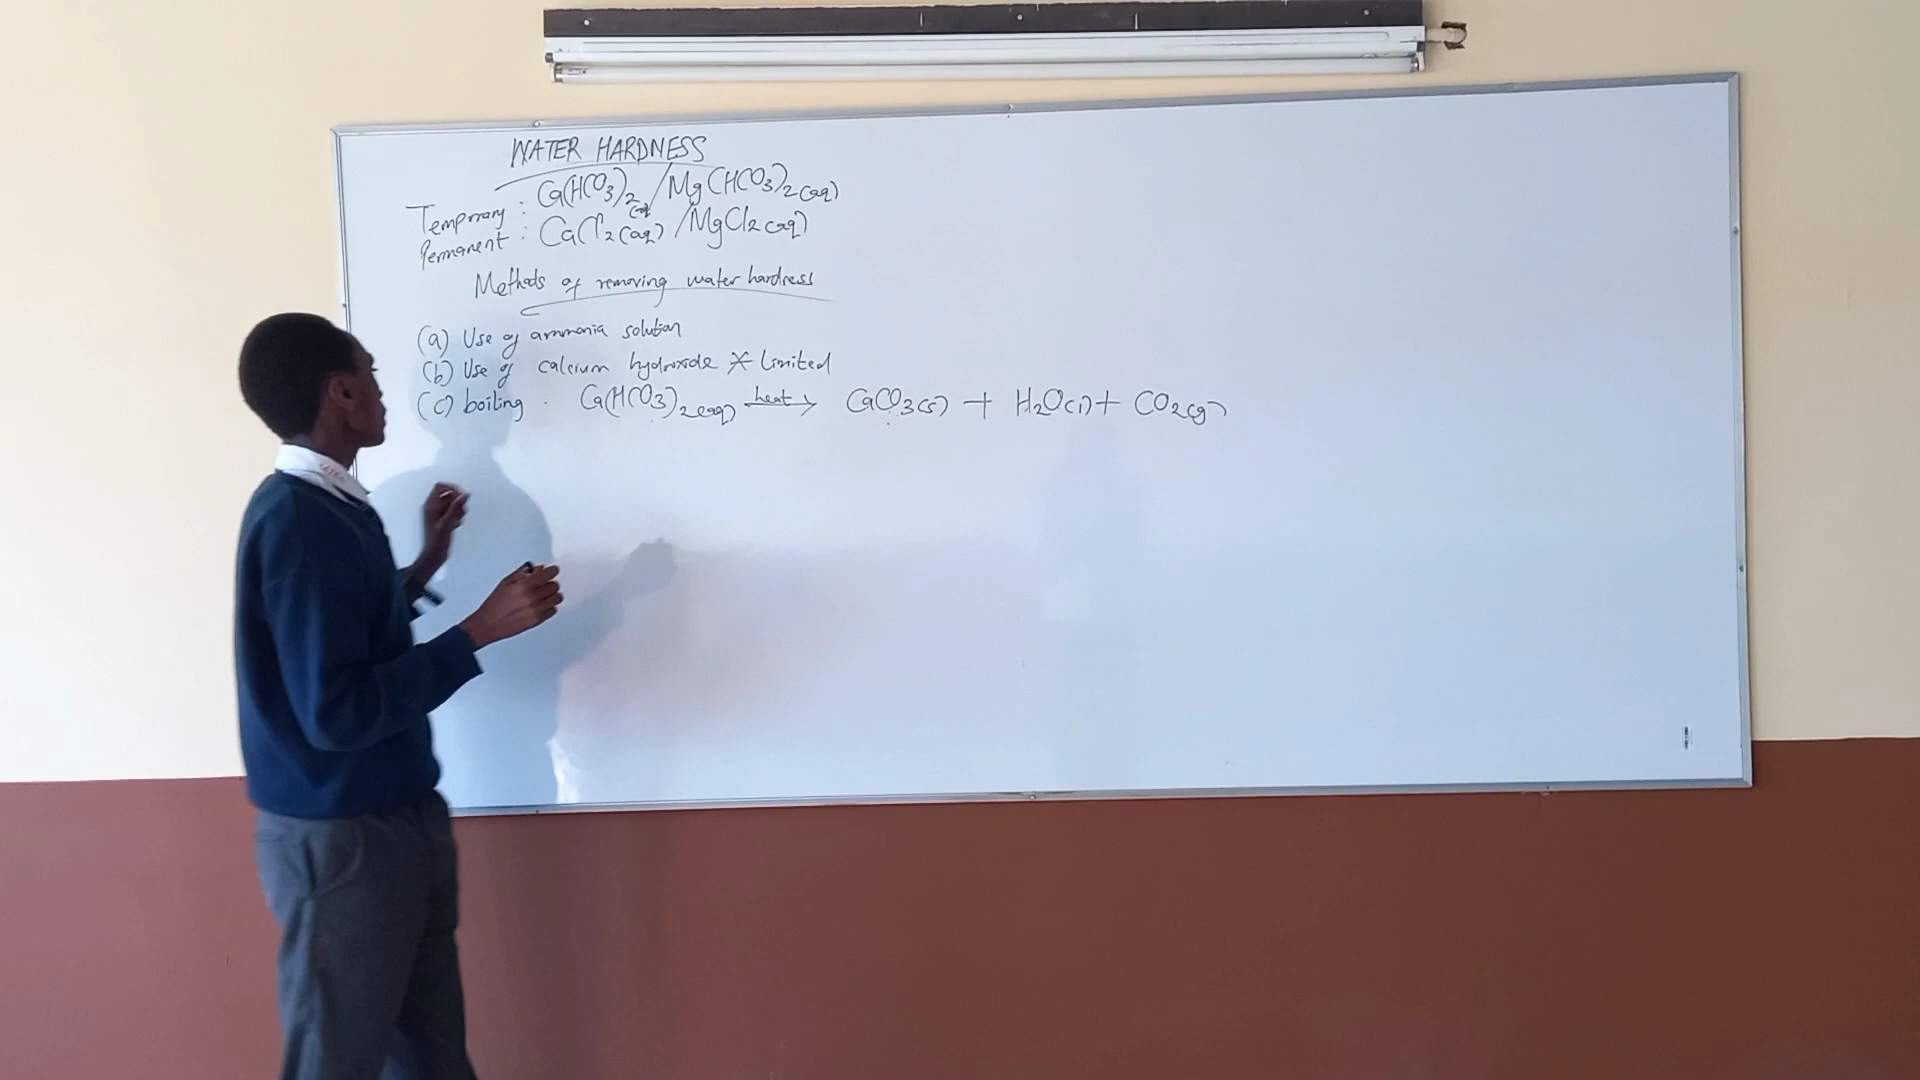 WATER HARDNESS
Temporary : Ca(HCO3)2(aq) / Mg(HCO3)2(aq)
Permanent : CaCl2(aq) / MgCl2(aq)
Methods of removing water hardness
(a) Use of ammonia solution
(b) Use of calcium hydroxide * Limited
(c) boiling. Ca(HCO3)2(aq) heat→ CaCO3(s) + H2O(l) + CO2(g)